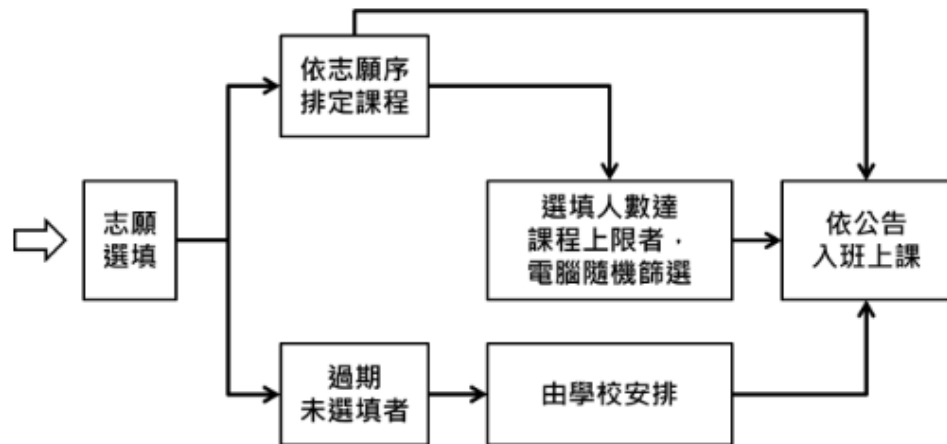 依志願序
排定課程
志願
選填
選填人數達
課程上限者，
電腦隨機篩選
依公告
入班上課
過期
未選填者
由學校安排